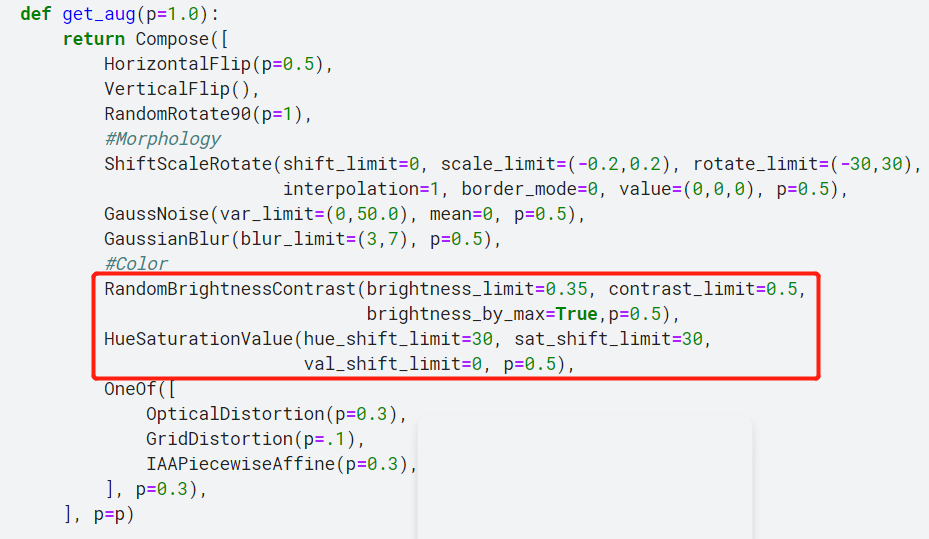 def get_aug(p=1.0):
    return Compose([
        HorizontalFlip(p=0.5),
        VerticalFlip(),
        RandomRotate90(p=1),
        #Morphology
        ShiftScaleRotate(shift_limit=0, scale_limit=(-0.2,0.2), rotate_limit=(-30,30),
                         interpolation=1, border_mode=0, value=(0,0,0), p=0.5),
        GaussNoise(var_limit=(0,50.0), mean=0, p=0.5),
        GaussianBlur(blur_limit=(3,7), p=0.5),
        #Color
        RandomBrightnessContrast(brightness_limit=0.35, contrast_limit=0.5,
                                 brightness_by_max=True,p=0.5),
        HueSaturationValue(hue_shift_limit=30, sat_shift_limit=30,
                           val_shift_limit=0, p=0.5),
        OneOf([
            OpticalDistortion(p=0.3),
            GridDistortion(p=.1),
            IAAPiecewiseAffine(p=0.3),
        ], p=0.3),
    ], p=p)